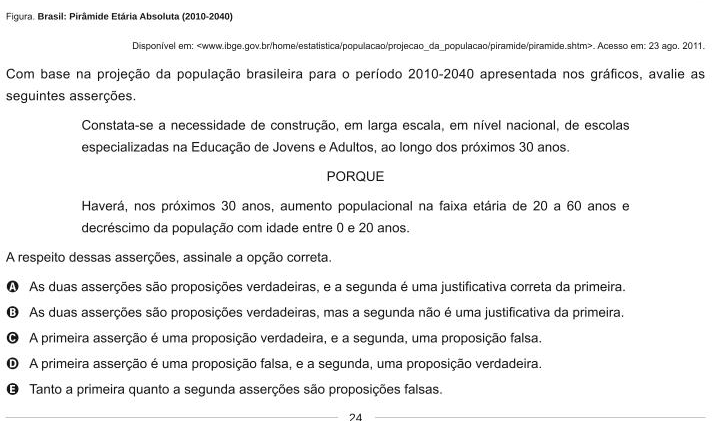 Figura. Brasil: Pirâmide Etária Absoluta (2010-2040)
Disponível em: <www.ibge.gov.br/home/estatistica/populacao/projecao_da_populacao/piramide/piramide.shtm>. Acesso em: 23 ago. 2011.
Com base na projeção da população brasileira para o período 2010-2040 apresentada nos gráficos, avalie as
seguintes asserções.
Constata-se a necessidade de construção, em larga escala, em nível nacional, de escolas
especializadas na Educação de Jovens e Adultos, ao longo dos próximos 30 anos.
PORQUE
Haverá, nos próximos 30 anos, aumento populacional na faixa etária de 20 a 60 anos e
decréscimo da população com idade entre 0 e 20 anos.
A respeito dessas asserções, assinale a opção correta.
A As duas asserções são proposições verdadeiras, e a segunda é uma justificativa correta da primeira.
B As duas asserções são proposições verdadeiras, mas a segunda não é uma justificativa da primeira.
C A primeira asserção é uma proposição verdadeira, e a segunda, uma proposição falsa.
D A primeira asserção é uma proposição falsa, e a segunda, uma proposição verdadeira.
E Tanto a primeira quanto a segunda asserções são proposições falsas.
24